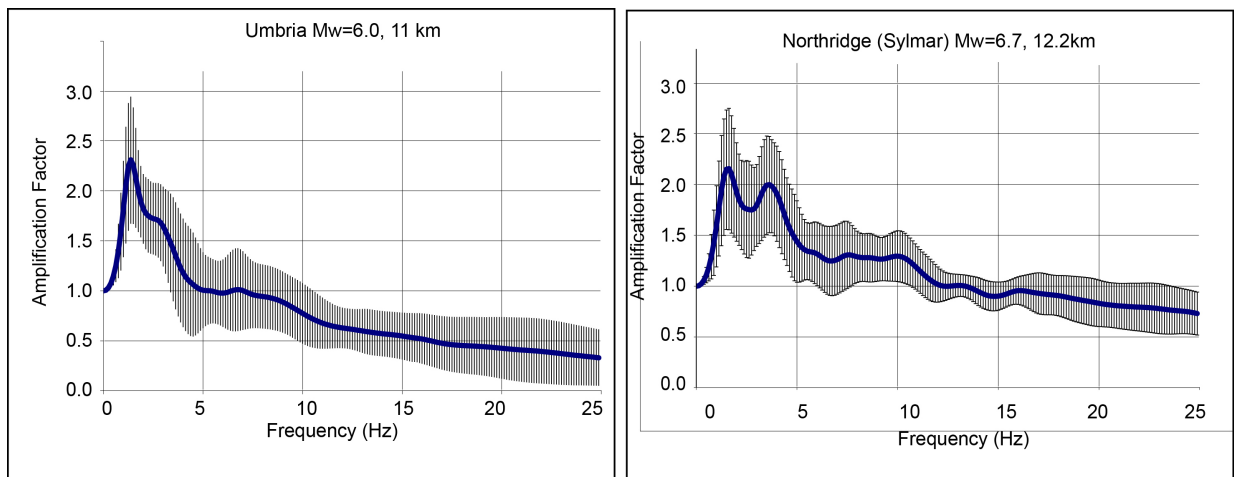 Umbria Mw=6.0, 11 km
Amplification Factor
3.0
2.5
2.0
1.5
1.0
0.5
0.0
0 5 10 15 20 25
Frequency (Hz)
Northridge (Sylmar) Mw=6.7, 12.2km
Amplification Factor
3.0
2.5
2.0
1.5
1.0
0.5
0.0
0 5 10 15 20 25
Frequency (Hz)